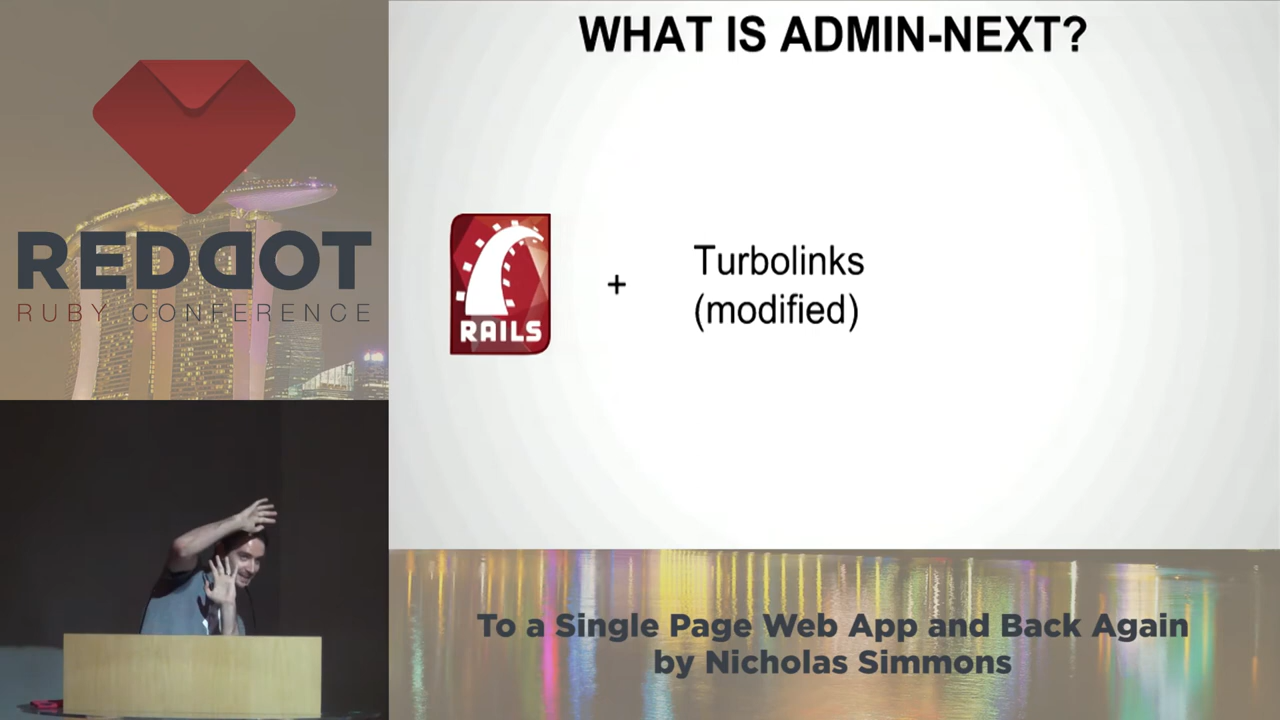 REDDOT
RUBY CONFERENCE
WHAT IS ADMIN-NEXT?
RAILS
+
Turbolinks
(modified)
To a Single Page Web App and Back Again
by Nicholas Simmons